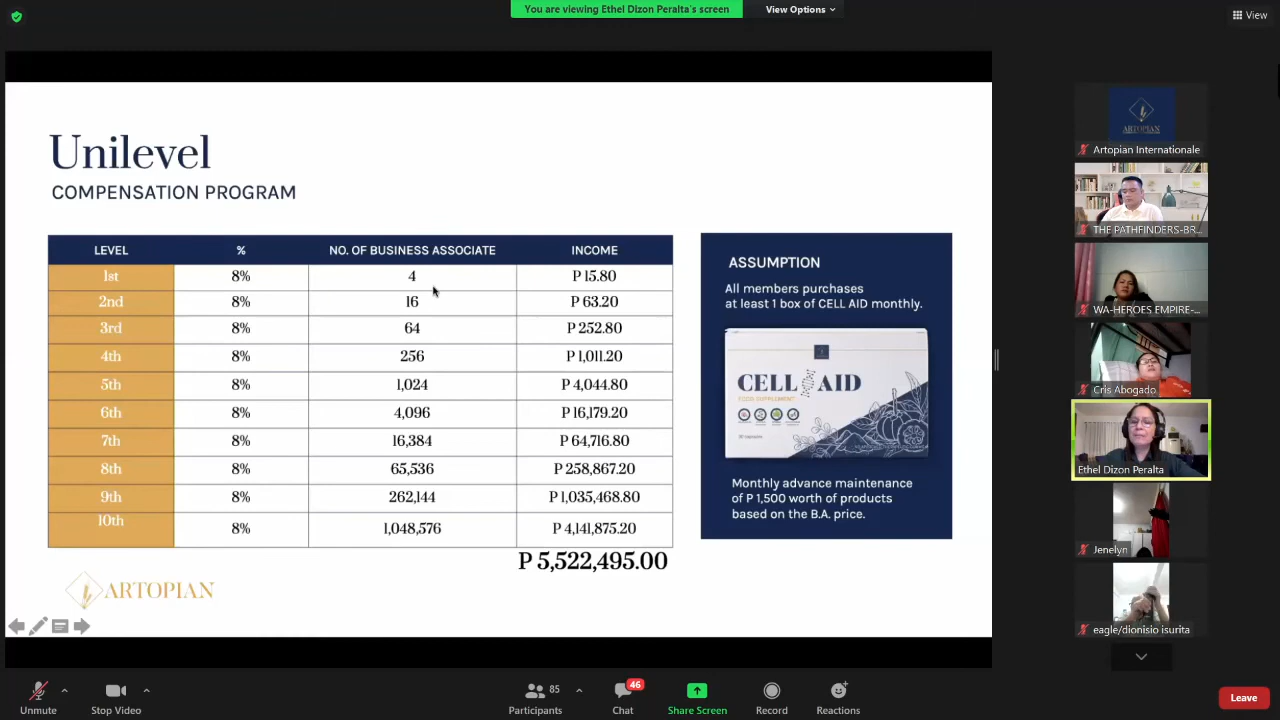 You are viewing Ethel Dizon Peralta's screen
View Options
View
Unilevel
COMPENSATION PROGRAM
LEVEL % NO. OF BUSINESS ASSOCIATE INCOME
1st 8% 4 P 15.80
2nd 8% 16 P 63.20
3rd 8% 64 P 252.80
4th 8% 256 P 1,011.20
5th 8% 1,024 P 4,044.80
6th 8% 4,096 P 16,179.20
7th 8% 16,384 P 64,716.80
8th 8% 65,536 P 258,867.20
9th 8% 262,144 P 1,035,468.80
10th 8% 1,048,576 P 4,141,875.20
P 5,522,495.00
ARTOPIAN
ASSUMPTION
All members purchases
at least 1 box of CELL AID monthly.
CELL AID
FOOD SUPPLEMENT
Monthly advance maintenance
of P 1,500 worth of products
based on the B.A. price.
ARTOPIAN
Artopian Internationale
THE PATHFINDERS-BR...
WA-HEROES EMPIRE-...
Cris Abogado
Ethel Dizon Peralta
Jenelyn
eagle/dionisio isurita
Unmute
Stop Video
85
Participants
46
Chat
Share Screen
Record
Reactions
Leave